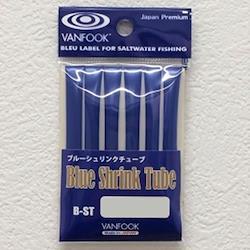 Japan Premium
VANFOOK
BLEU LABEL FOR SALTWATER FISHING
ブルーシュリンクチューブ
Blue Shrink Tube
B-ST
VANFOOK